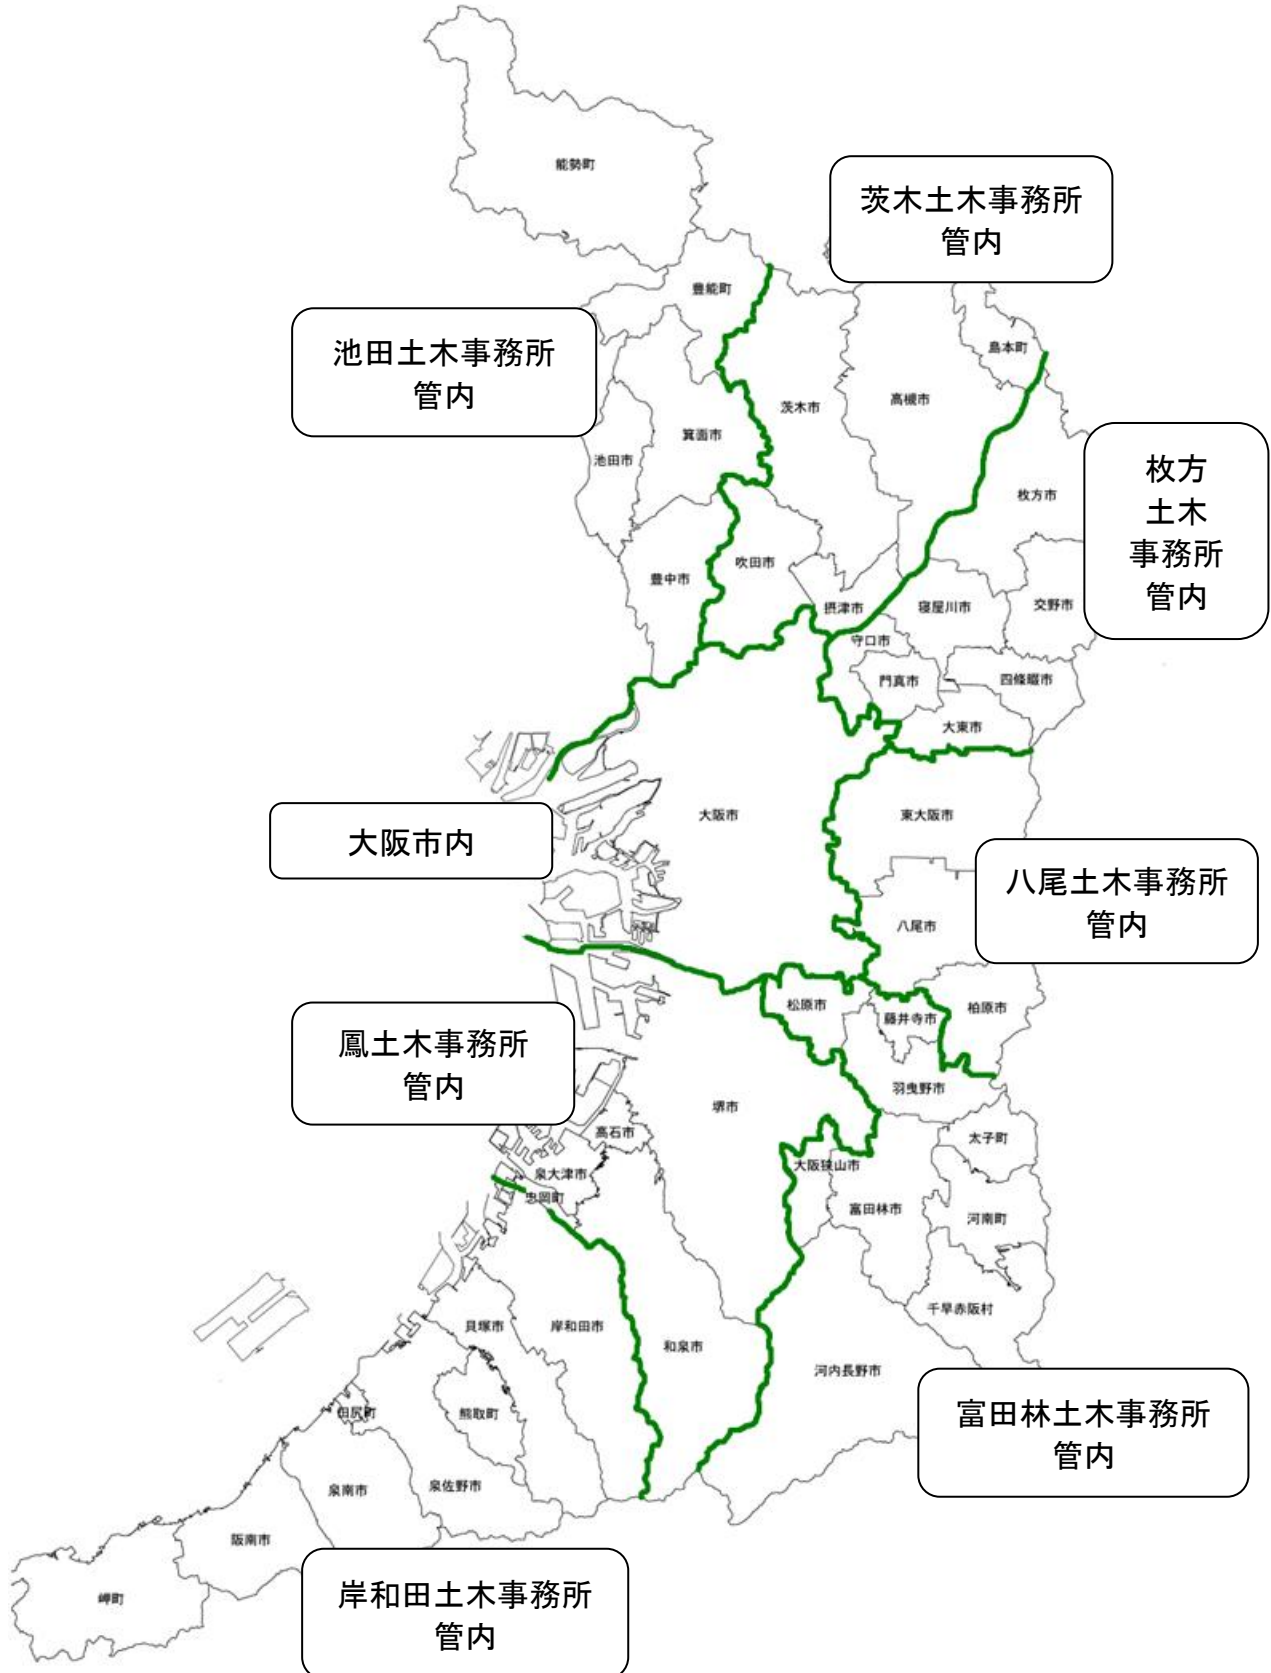 能勢町
茨木土木事務所
管内
豊能町
島本町
池田土木事務所
管内
茨木市
高槻市
箕面市
池田市
枚方
土木
事務所
管内
枚方市
吹田市
豊中市
摂津市
寝屋川市
交野市
守口市
門真市
四條畷市
大東市
大阪市
東大阪市
大阪市内
八尾土木事務所
管内
八尾市
松原市
藤井寺市
柏原市
鳳土木事務所
管内
羽曳野市
堺市
高石市
太子町
大阪狭山市
泉大津市
忠岡町
富田林市
河南町
千早赤阪村
貝塚市
岸和田市
和泉市
河内長野市
田尻町
熊取町
富田林土木事務所
管内
泉南市
泉佐野市
阪南市
岬町
岸和田土木事務所
管内